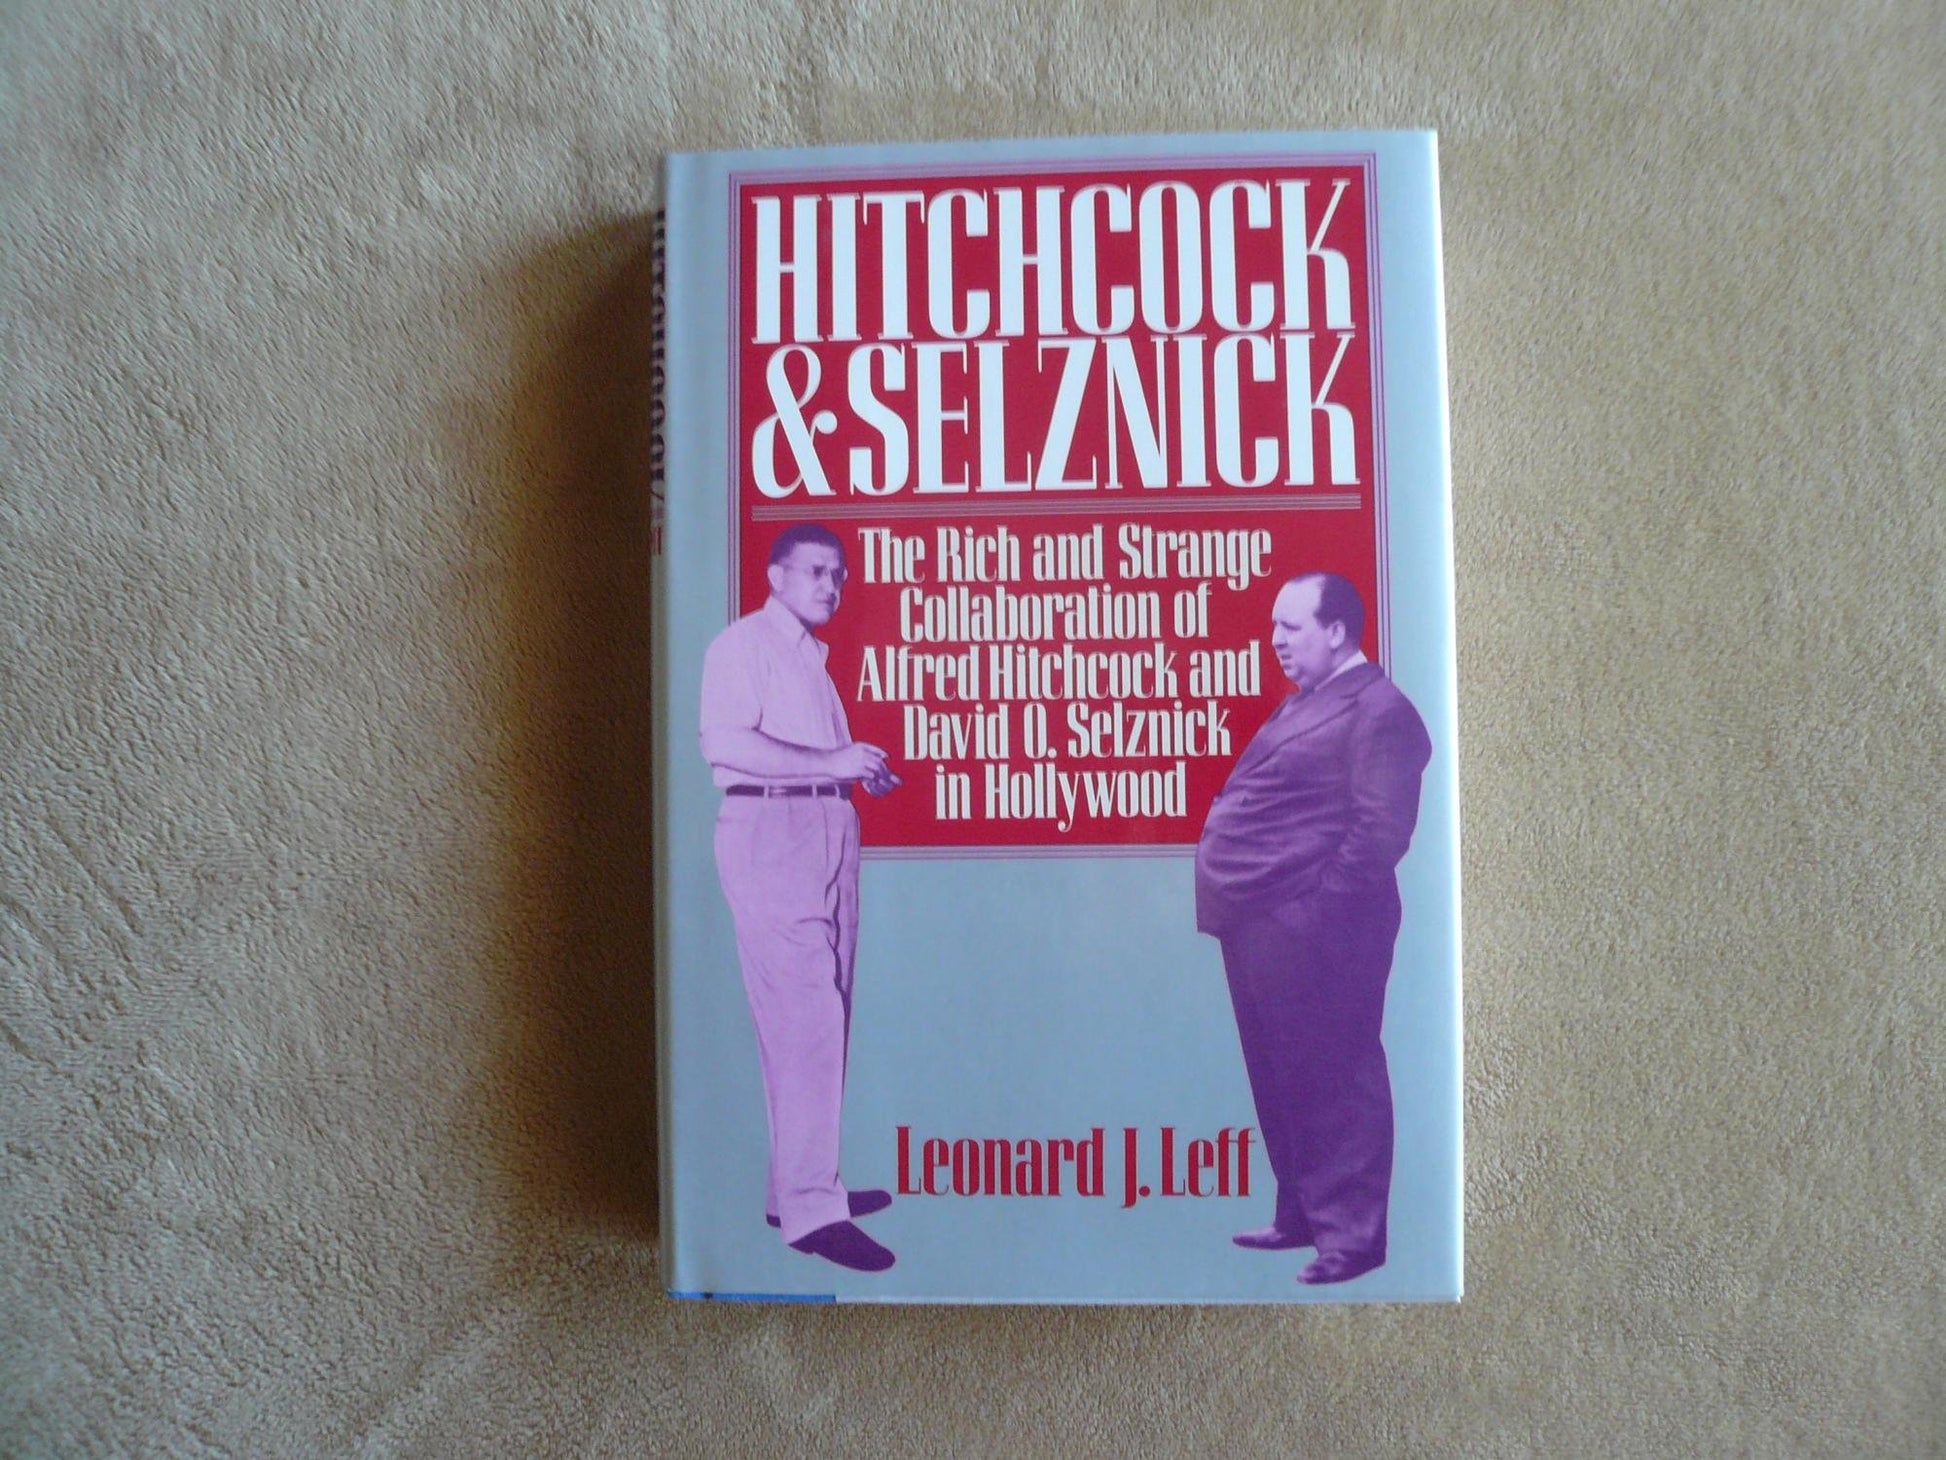 HITCHCOCK
& SELZNICK
The Rich and Strange
Collaboration of
Alfred Hitchcock and
David O. Selznick
in Hollywood
Leonard J. Leff